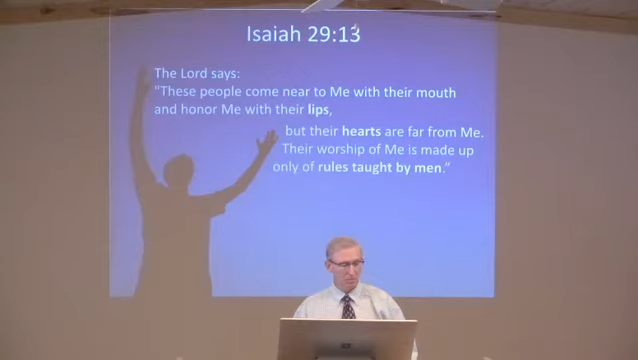 Isaiah 29:13
The Lord says:
“These people come near to Me with their mouth
and honor Me with their lips,
but their hearts are far from Me.
Their worship of Me is made up
only of rules taught by men.”